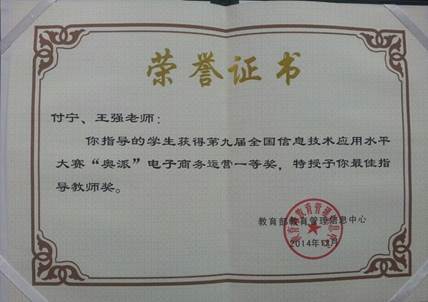 荣誉证书
付宁、王强老师：
你指导的学生获得第九届全国信息技术应用水平
大赛“奥派”电子商务运营一等奖，特授予你最佳指
导教师奖。
教育部教育管理信息中心
2014年12月